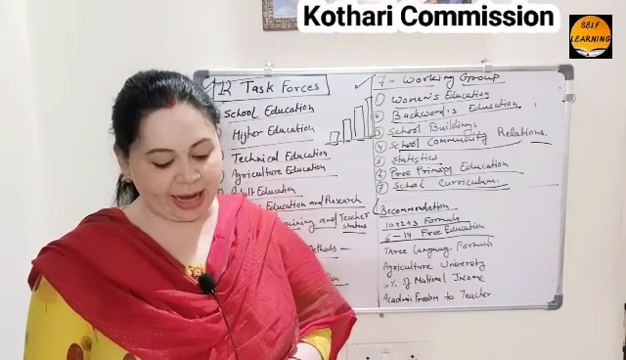 Kothari Commission
SELF
LEARNING
12 Task Forces
School Education
Higher Education
Technical Education
Agriculture Education
Adult Education
Education and Research
and Teacher
status
7 - Working Group
① Women's Education
② Backward's Education
③ School Buildings
④ School Community Relations.
⑤ Statistics
⑥ Pree Primary Education
⑦ School Curriculum.
Recommendation
10+2+3 Formula
6-14 Free Education
Three Language Formula
Agriculture University
% of National Income
Academic Freedom to Teacher.